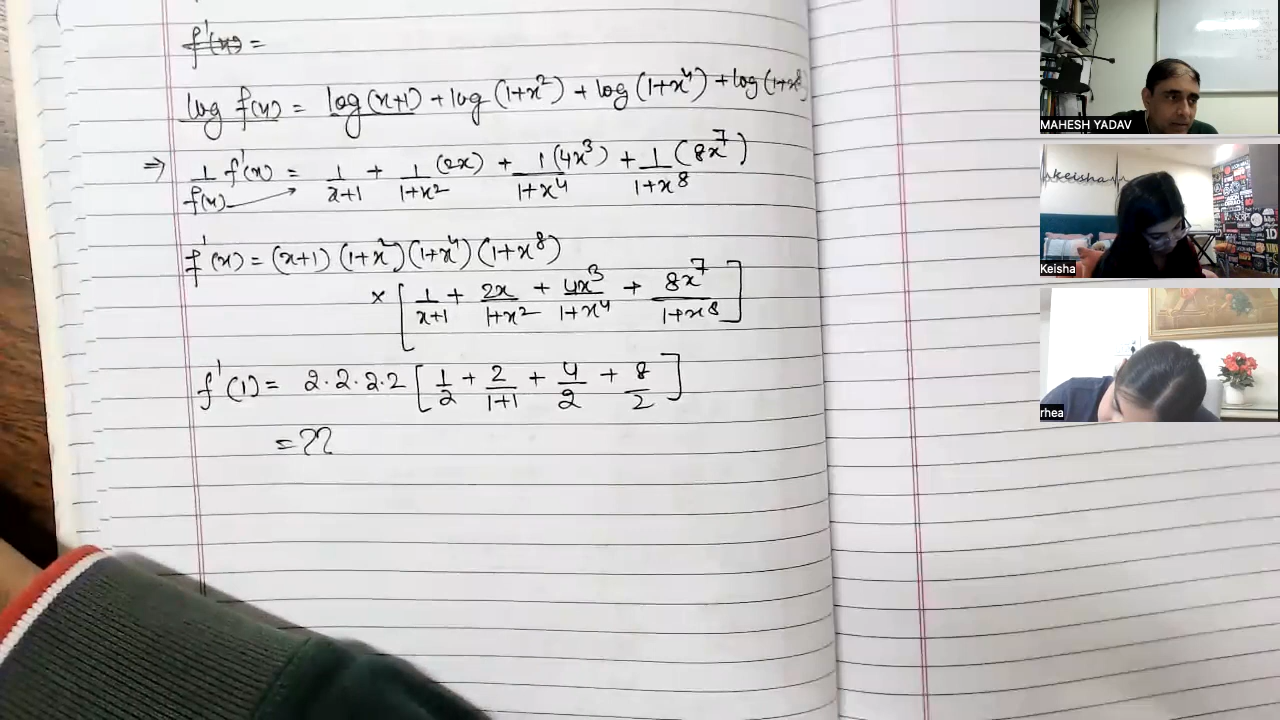 f'(x) =
log f(x) = log(x+1) + log(1+x²) + log(1+x⁴) + log(1+x⁸)
⇒ 1/f(x) f'(x) = 1/(x+1) + 1/(1+x²) (2x) + 1/(1+x⁴) (4x³) + 1/(1+x⁸) (8x⁷)
f'(x) = (x+1) (1+x²) (1+x⁴) (1+x⁸)
× [1/(x+1) + 2x/(1+x²) + 4x³/(1+x⁴) + 8x⁷/(1+x⁸)]
f'(1) = 2.2.2.2 [1/2 + 2/(1+1) + 4/2 + 8/2]
= ??
MAHESH YADAV
keisha
Keisha
rhea